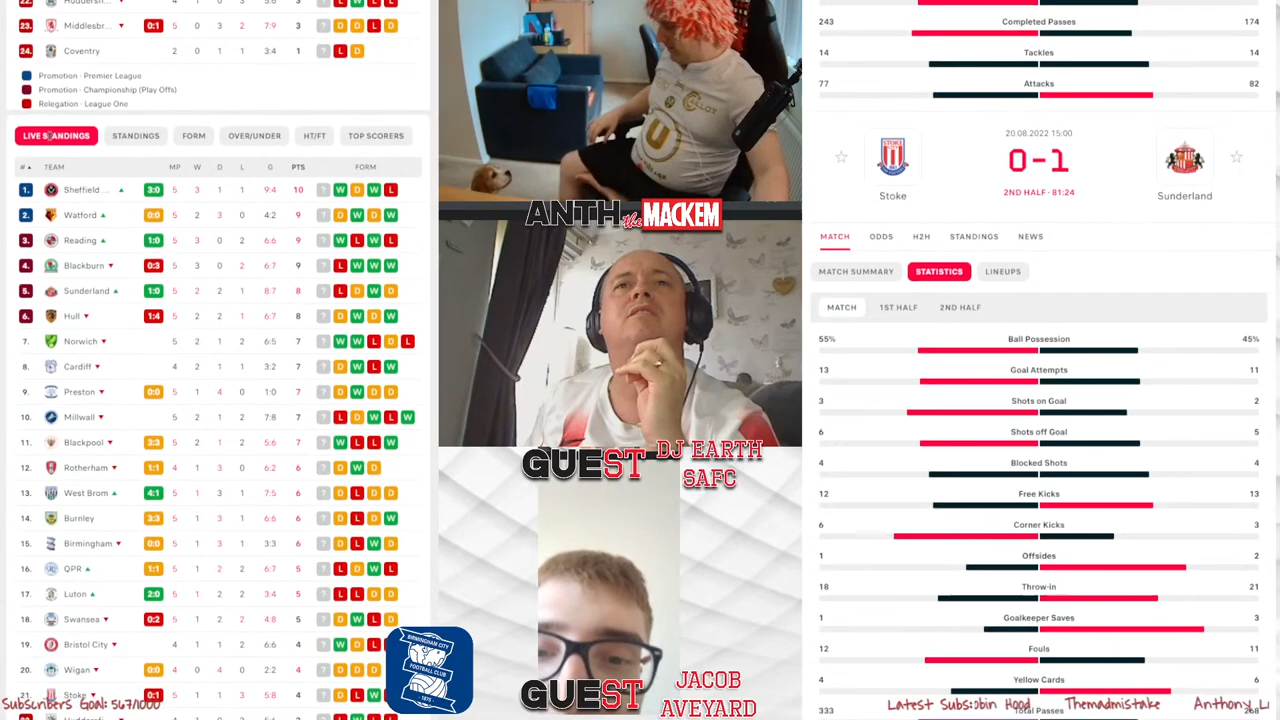 23. Middlesbr... 0:1 5 0 3 2 7:9 3 ? D D L D
24. Coventry 2 0 1 1 3:4 1 ? L D
Promotion - Premier League
Promotion - Championship (Play Offs)
Relegation - League One
LIVE STANDINGS STANDINGS FORM OVER/UNDER HT/FT TOP SCORERS
# TEAM MP W D L G PTS FORM
1. Sheffield ... 3:0 5 3 1 1 9:4 10 ? W D W L
2. Watford 0:0 5 2 3 0 4:2 9 ? D W D W
3. Reading 1:0 5 3 0 2 6:6 9 ? W L W L
4. Blackburn 0:3 5 3 0 2 6:7 9 ? L W W W
5. Sunderland 1:0 5 2 2 1 8:7 8 ? L D W D
6. Hull 1:4 5 2 2 1 6:7 8 ? D W D W
7. Norwich 5 2 1 2 6:5 7 ? W W L D L
8. Cardiff 4 2 1 1 3:2 7 ? D W L W
9. Preston 0:0 5 1 4 0 1:0 7 ? D W D D
10. Millwall 5 2 1 2 7:8 7 ? L D W L W
11. Blackpool 3:3 5 2 1 2 5:6 7 ? W L L W
12. Rotherham 1:1 4 1 3 0 6:2 6 ? D W D
13. West Brom 4:1 5 1 3 1 7:5 6 ? D L D D
14. Burnley 3:3 5 1 3 1 6:6 6 ? D L D W
15. Birmingham 0:0 5 1 3 1 3:3 6 ? D L W D
16. QPR 1:1 5 1 2 2 6:7 5 ? L D W L
17. Luton 2:0 5 1 2 2 3:4 5 ? L L D D
18. Swansea 0:2 5 1 2 2 4:8 5 ? D W L D
19. Bristol City 4 1 1 2 6:6 4 ? W D L
20. Wigan 0:0 4 0 4 0 2:2 4 ? D D D
21. Stoke 0:1 5 1 1 3 5:8 4 ? D L W
Subscribers Goal: 567/1000
ANTH the MACKEM
GUEST DJ EARTH
SAFC
BIRMINGHAM CITY
FOOTBALL CLUB
1875
GUEST JACOB
AVEYARD
243 Completed Passes 174
14 Tackles 14
77 Attacks 82
20.08.2022 15:00
0-1
2ND HALF - 81:24
Stoke Sunderland
MATCH ODDS H2H STANDINGS NEWS
MATCH SUMMARY STATISTICS LINEUPS
MATCH 1ST HALF 2ND HALF
55% Ball Possession 45%
13 Goal Attempts 11
3 Shots on Goal 2
6 Shots off Goal 5
4 Blocked Shots 4
12 Free Kicks 13
6 Corner Kicks 3
1 Offsides 2
18 Throw-in 21
1 Goalkeeper Saves 3
12 Fouls 11
4 Yellow Cards 6
333 Total Passes 268
Latest Subs: obin Hood Themadmistake Anthony